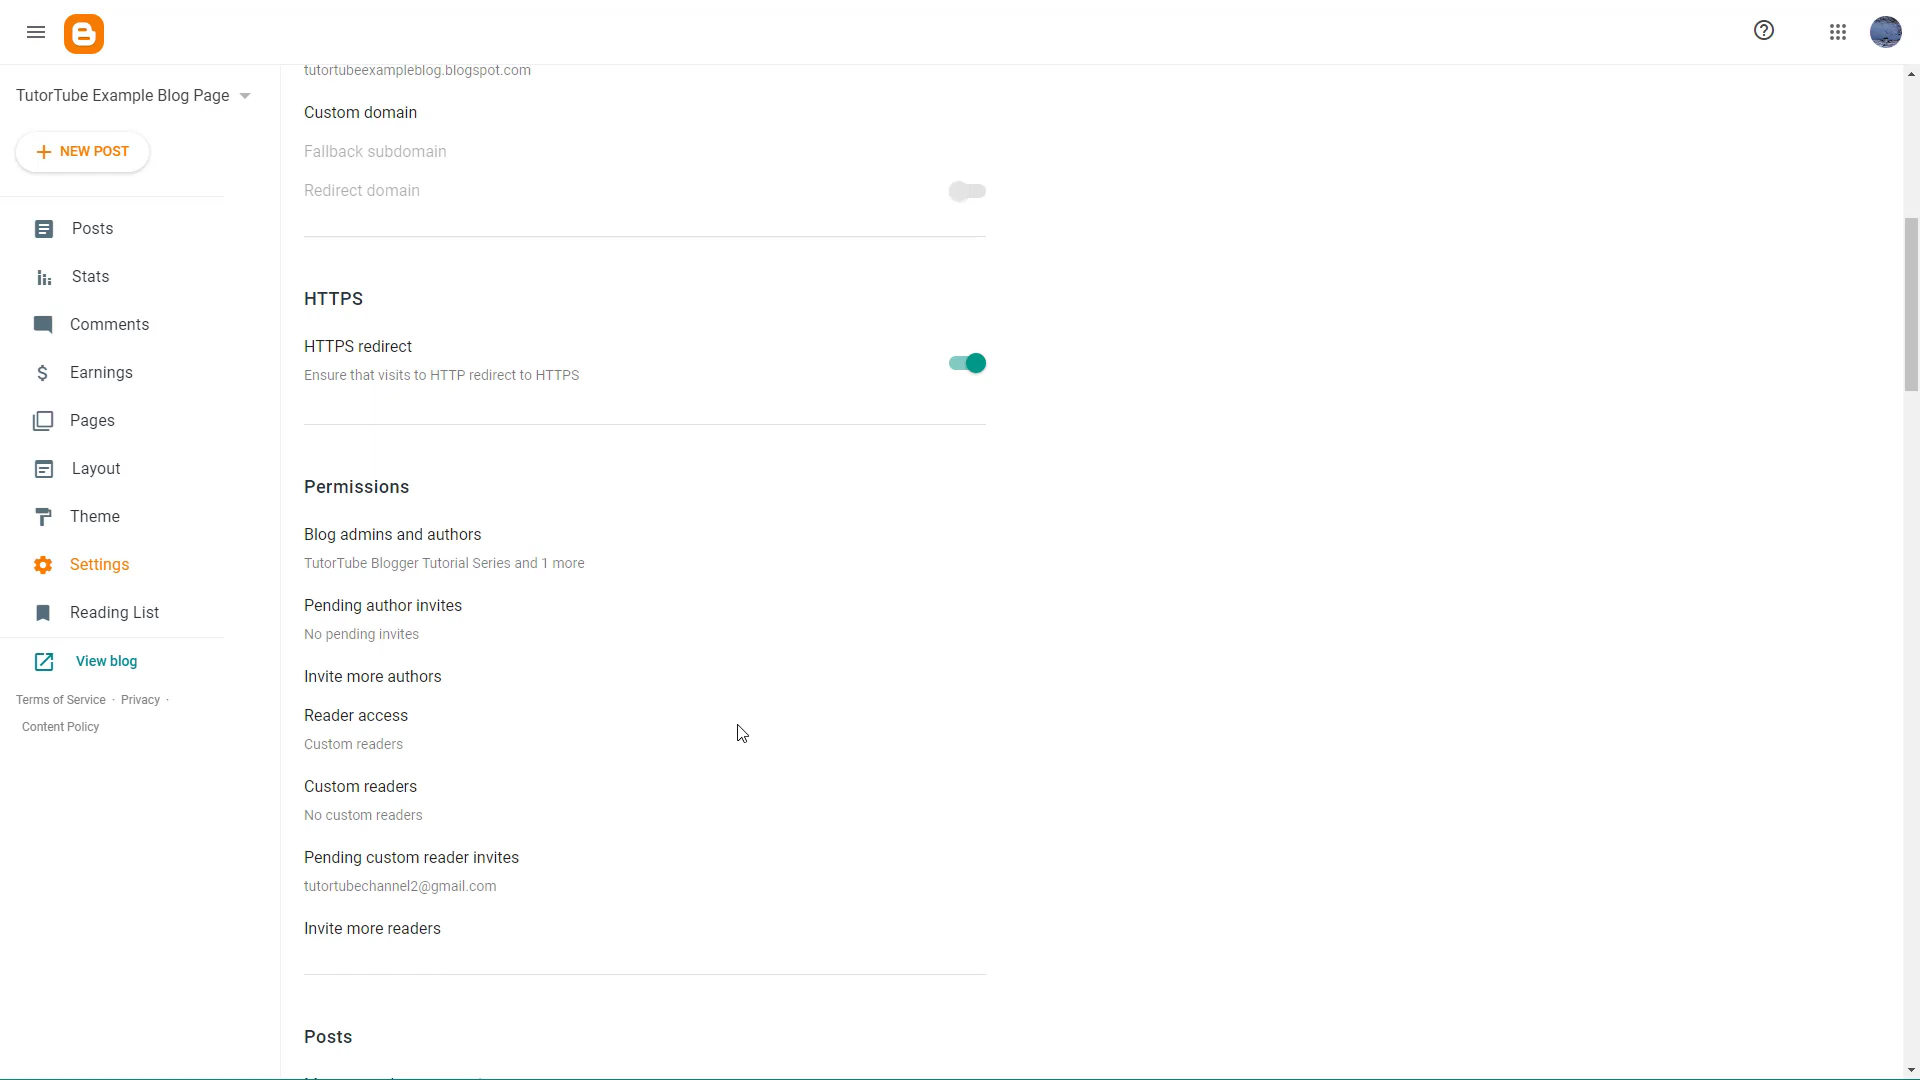 TutorTube Example Blog Page
NEW POST
Posts
Stats
Comments
Earnings
Pages
Layout
Theme
Settings
Reading List
View blog
Terms of Service · Privacy ·
Content Policy
tutortubeexampleblog.blogspot.com
Custom domain
Fallback subdomain
Redirect domain
HTTPS
HTTPS redirect
Ensure that visits to HTTP redirect to HTTPS
Permissions
Blog admins and authors
TutorTube Blogger Tutorial Series and 1 more
Pending author invites
No pending invites
Invite more authors
Reader access
Custom readers
Custom readers
No custom readers
Pending custom reader invites
tutortubechannel2@gmail.com
Invite more readers
Posts